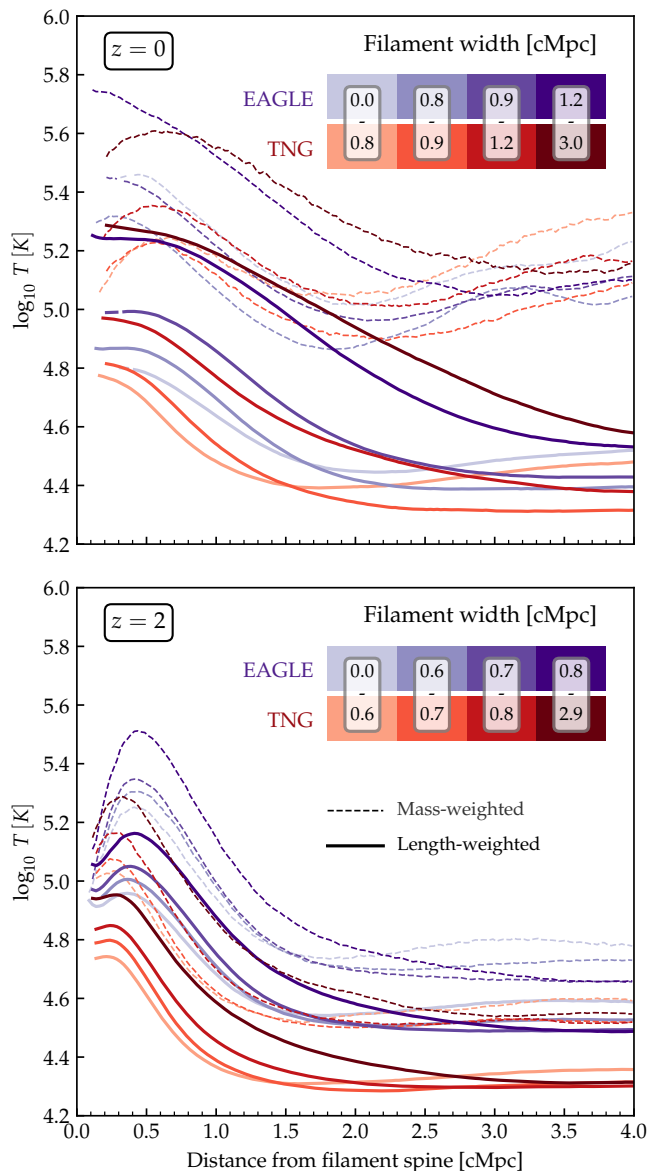 6.0
5.8
5.6
5.4
5.2
5.0
4.8
4.6
4.4
4.2
log₁₀ T [K]
z = 0
Filament width [cMpc]
EAGLE 0.0 0.8 0.9 1.2
- - - -
TNG 0.8 0.9 1.2 3.0
6.0
5.8
5.6
5.4
5.2
5.0
4.8
4.6
4.4
4.2
log₁₀ T [K]
z = 2
Filament width [cMpc]
EAGLE 0.0 0.6 0.7 0.8
- - - -
TNG 0.6 0.7 0.8 2.9
Mass-weighted
Length-weighted
0.0 0.5 1.0 1.5 2.0 2.5 3.0 3.5 4.0
Distance from filament spine [cMpc]